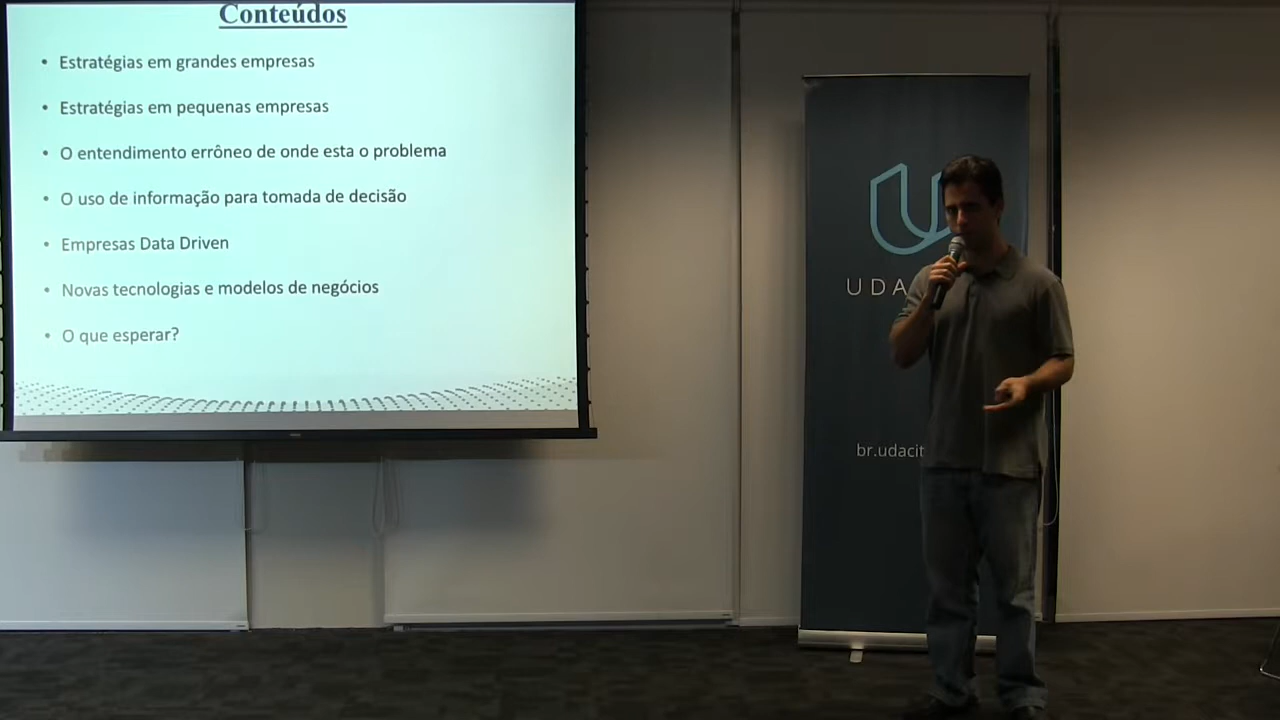 Conteúdos
• Estratégias em grandes empresas
• Estratégias em pequenas empresas
• O entendimento errôneo de onde esta o problema
• O uso de informação para tomada de decisão
• Empresas Data Driven
• Novas tecnologias e modelos de negócios
• O que esperar?
UDA
br.udacit